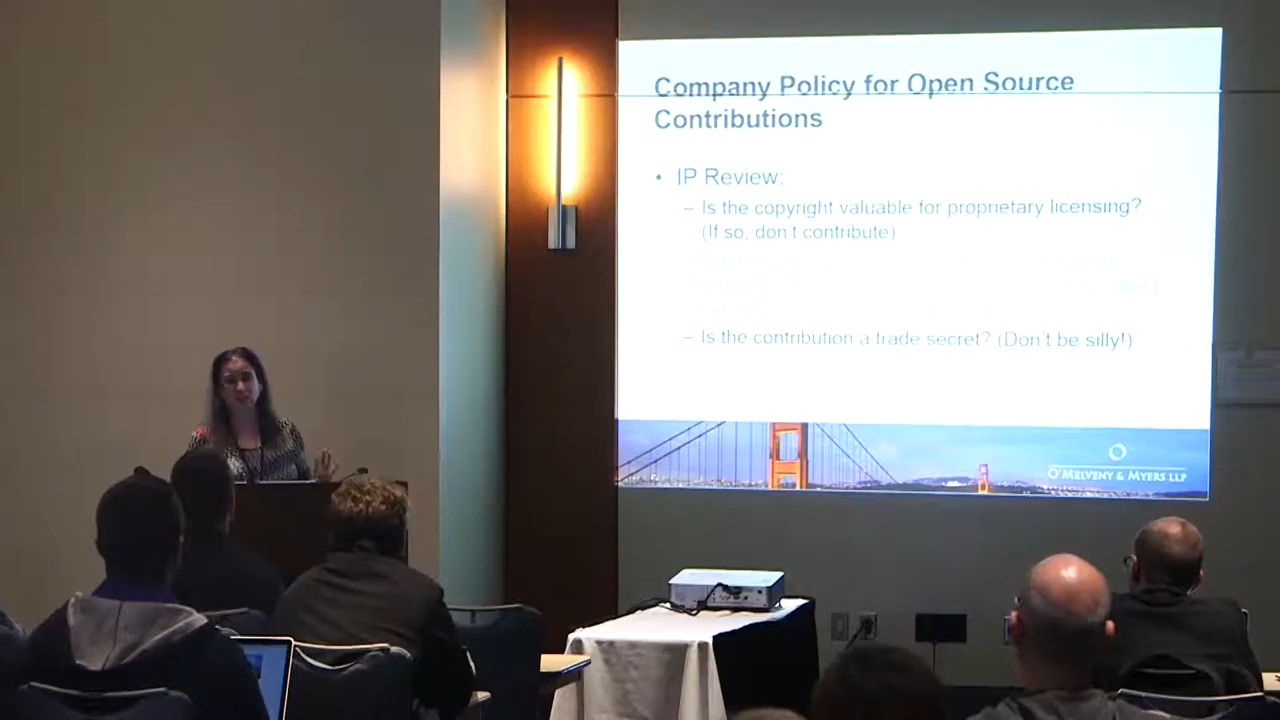 Company Policy for Open Source
Contributions
• IP Review:
– Is the copyright valuable for proprietary licensing?
(If so, don't contribute)
– Is the contribution a trade secret? (Don't be silly!)
O'MELVENY & MYERS LLP